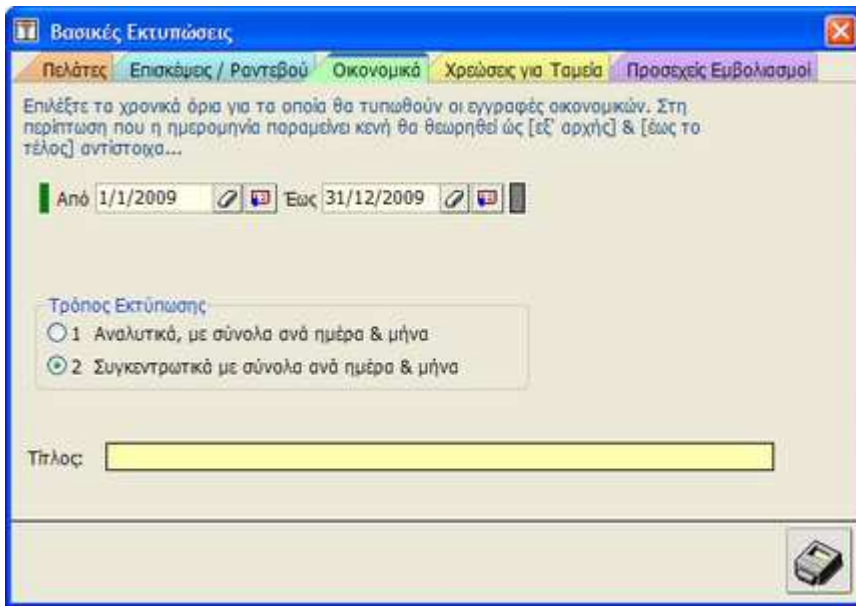 Βασικές Εκτυπώσεις
Πελάτες Επισκέψεις / Ραντεβού Οικονομικά Χρεώσεις για Ταμεία Προσεχείς Εμβολιασμοί
Επιλέξτε τα χρονικά όρια για τα οποία θα τυπωθούν οι εγγραφές οικονομικών. Στη
περίπτωση που η ημερομηνία παραμείνει κενή θα θεωρηθεί ώς [εξ' αρχής] & [έως το
τέλος] αντίστοιχα...
Από 1/1/2009 Έως 31/12/2009
Τρόπος Εκτύπωσης
1 Αναλυτικά, με σύνολα ανά ημέρα & μήνα
2 Συγκεντρωτικά με σύνολα ανά ημέρα & μήνα
Τίτλος: